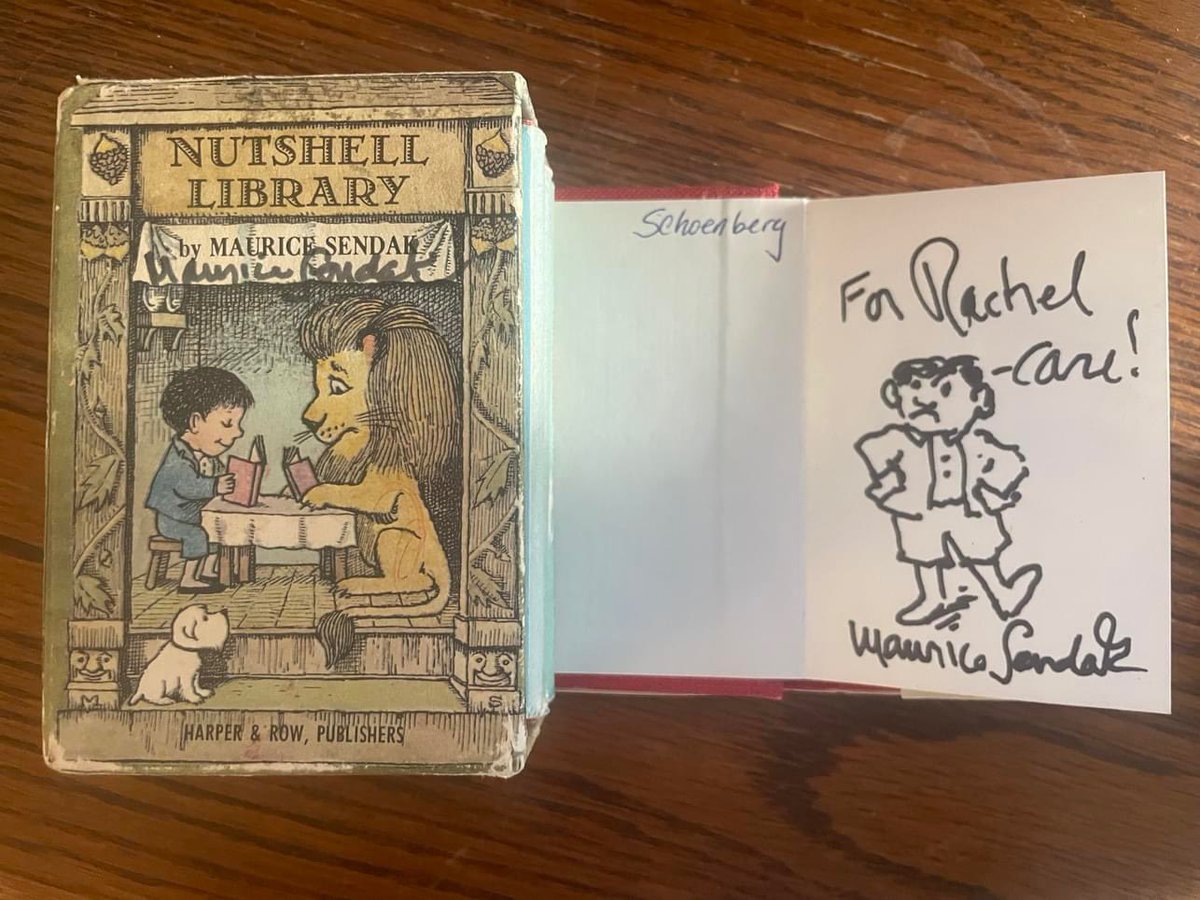 NUTSHELL
LIBRARY
by MAURICE SENDAK
Maurice Sendak
M
S
HARPER & ROW, PUBLISHERS
Schoenberg
For Rachel
-care!
Maurice Sendak